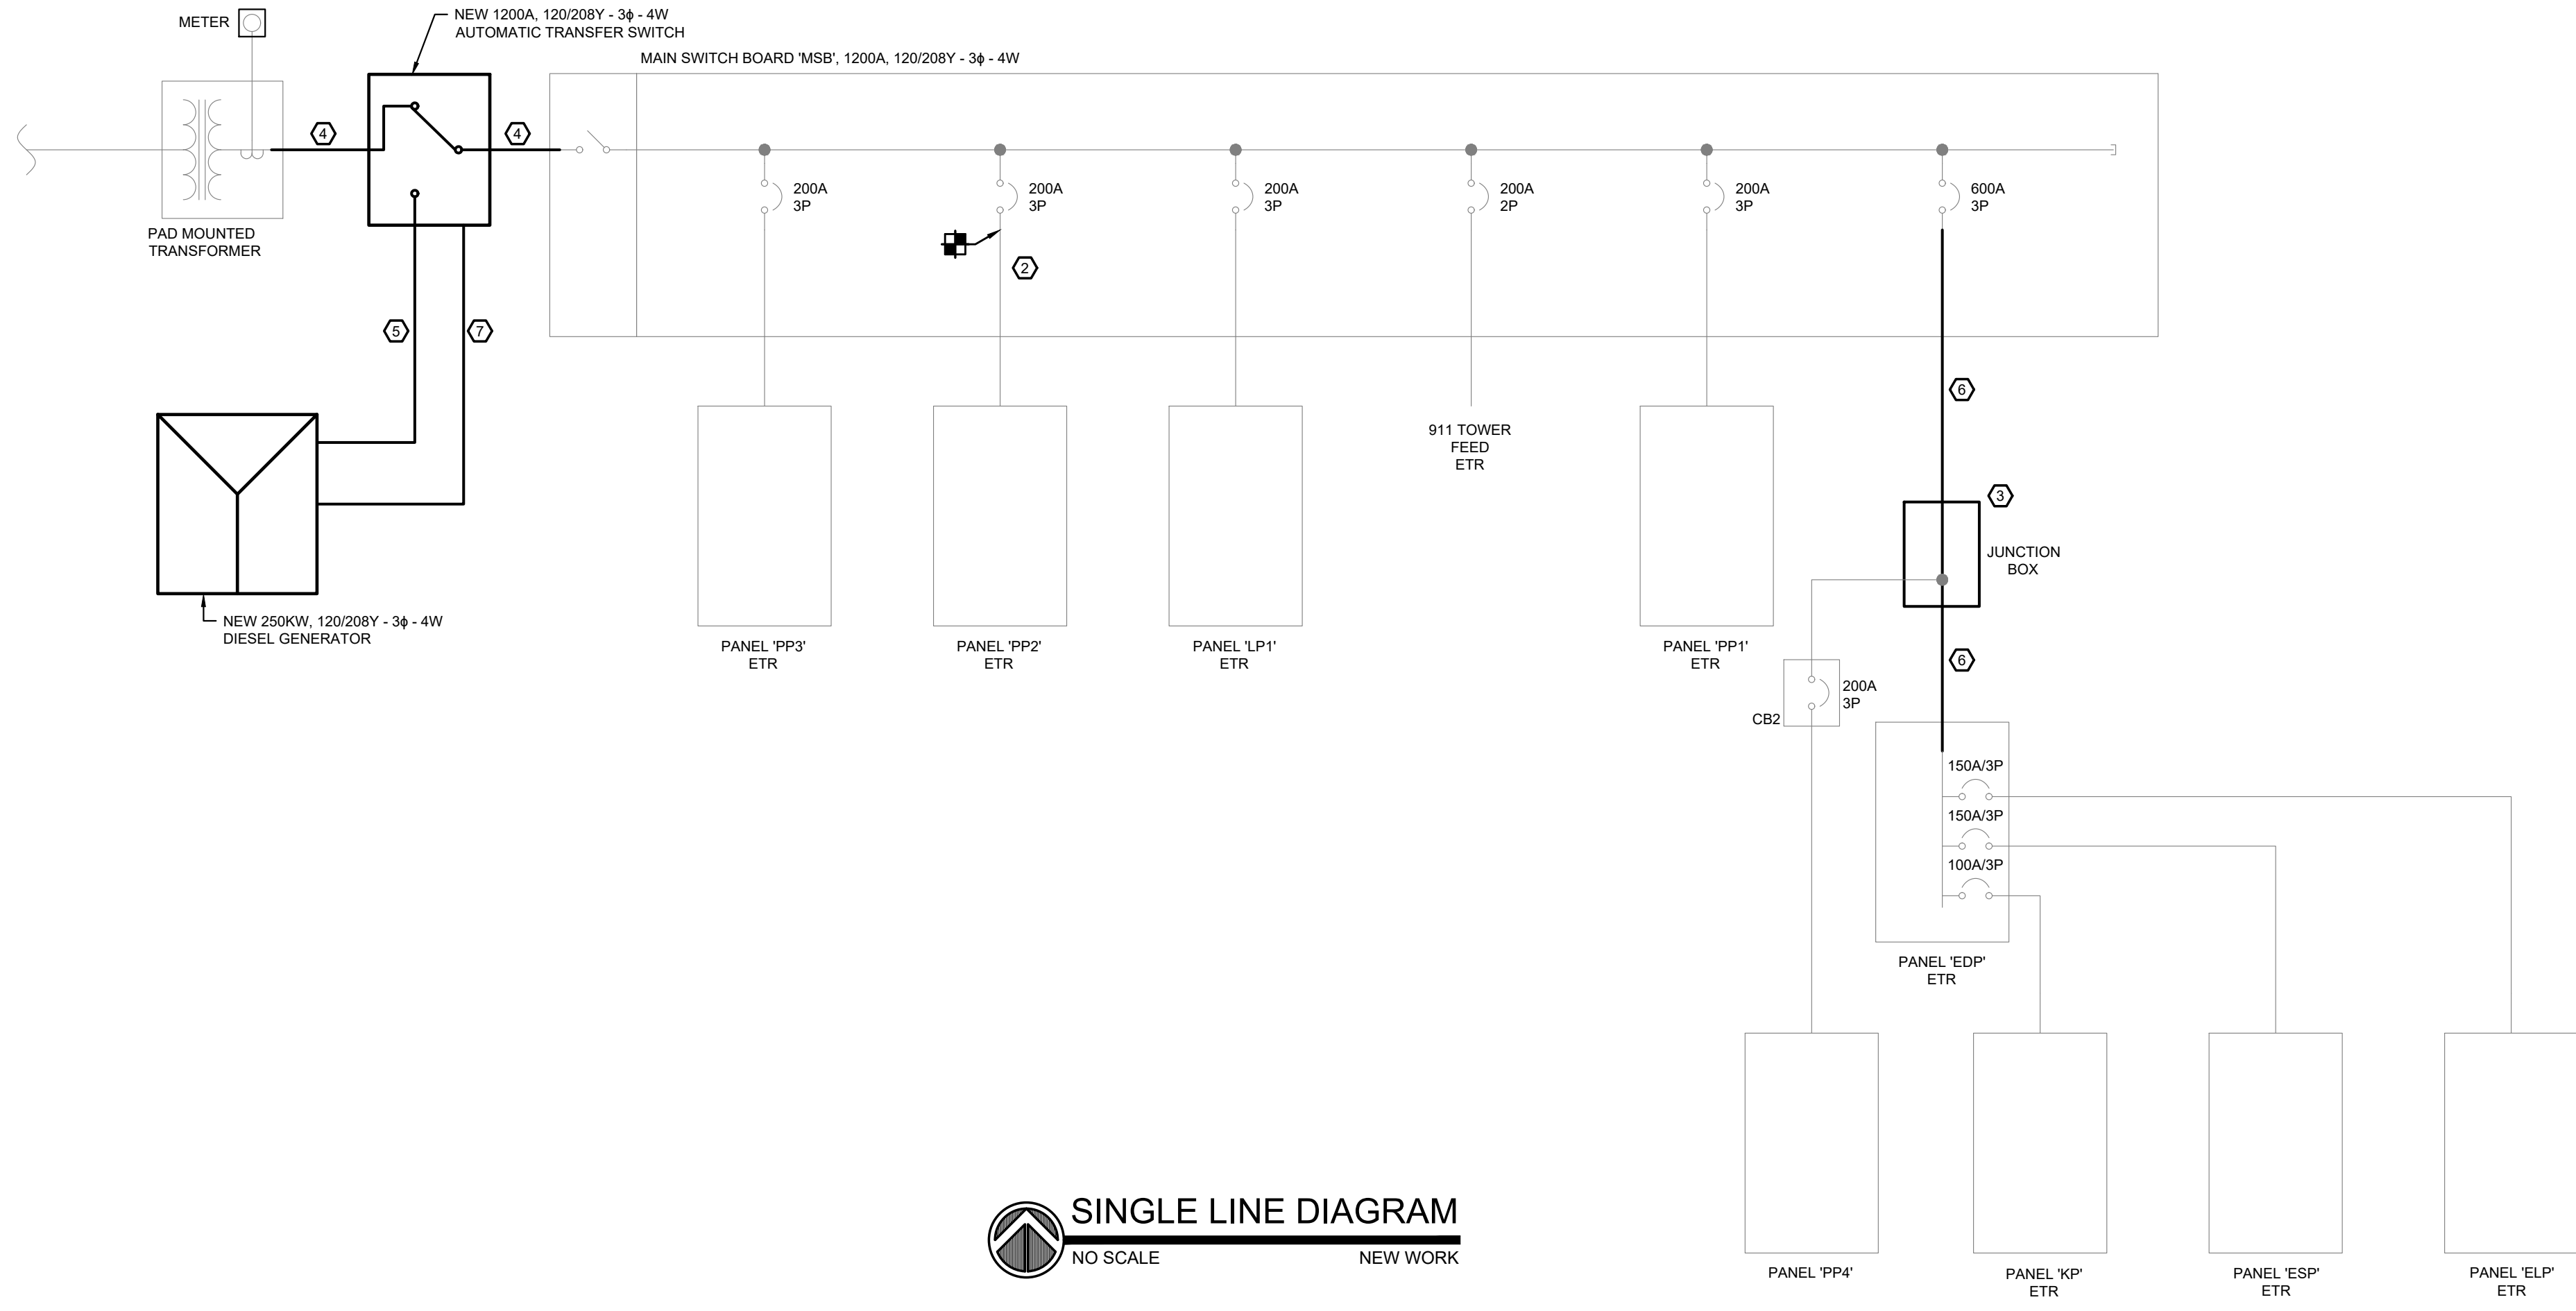 METER
NEW 1200A, 120/208Y - 3ϕ - 4W
AUTOMATIC TRANSFER SWITCH
MAIN SWITCH BOARD 'MSB', 1200A, 120/208Y - 3ϕ - 4W
4
4
200A
3P
200A
3P
200A
3P
200A
2P
200A
3P
600A
3P
PAD MOUNTED
TRANSFORMER
2
5
7
6
911 TOWER
FEED
ETR
3
JUNCTION
BOX
NEW 250KW, 120/208Y - 3ϕ - 4W
DIESEL GENERATOR
PANEL 'PP3'
ETR
PANEL 'PP2'
ETR
PANEL 'LP1'
ETR
PANEL 'PP1'
ETR
6
200A
3P
CB2
150A/3P
150A/3P
100A/3P
PANEL 'EDP'
ETR
SINGLE LINE DIAGRAM
NO SCALE
NEW WORK
PANEL 'PP4'
PANEL 'KP'
ETR
PANEL 'ESP'
ETR
PANEL 'ELP'
ETR